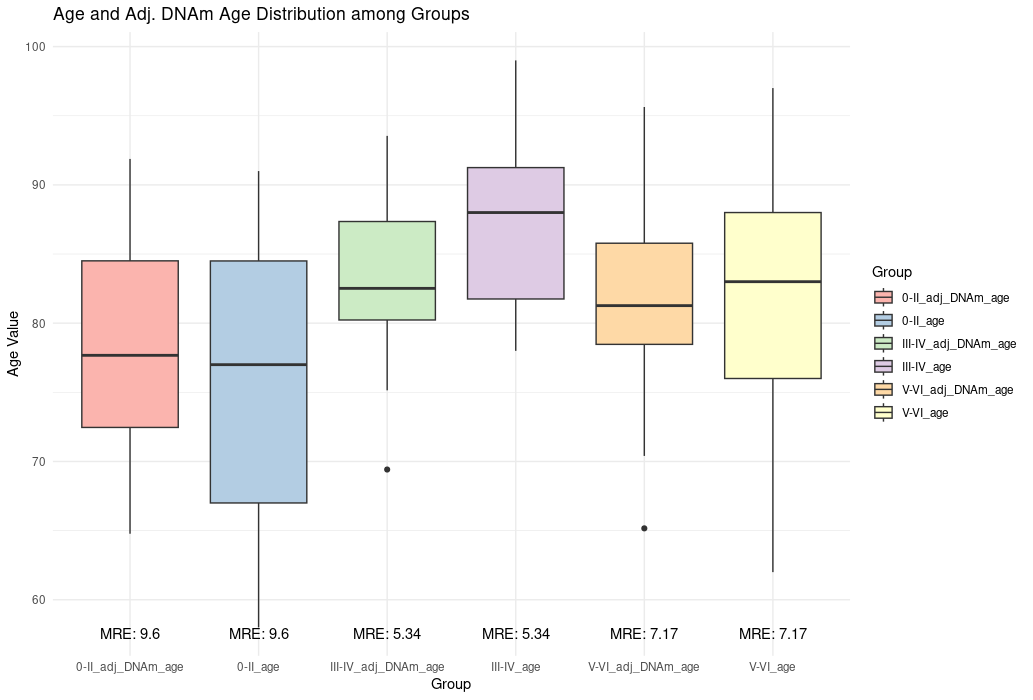 Age and Adj. DNAm Age Distribution among Groups
100
90
80
70
60
Age Value
MRE: 9.6 MRE: 9.6 MRE: 5.34 MRE: 5.34 MRE: 7.17 MRE: 7.17
0-II_adj_DNAm_age 0-II_age III-IV_adj_DNAm_age III-IV_age V-VI_adj_DNAm_age V-VI_age
Group
Group
0-II_adj_DNAm_age
0-II_age
III-IV_adj_DNAm_age
III-IV_age
V-VI_adj_DNAm_age
V-VI_age